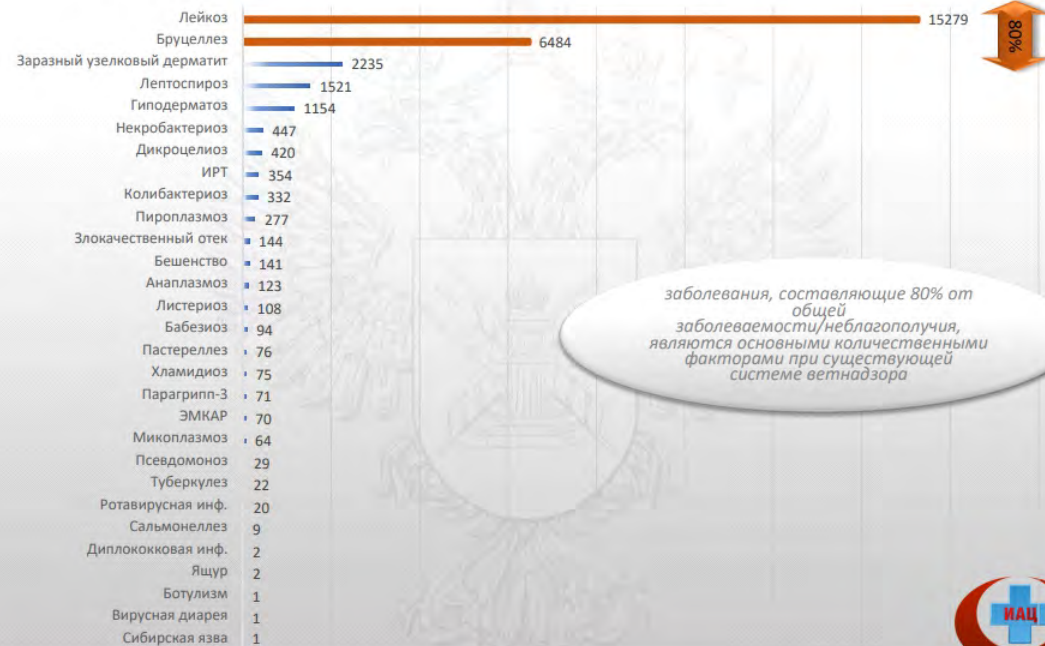 Лейкоз 15279
Бруцеллез 6484
80%
Заразный узелковый дерматит 2235
Лептоспироз 1521
Гиподерматоз 1154
Некробактериоз 447
Дикроцелиоз 420
ИРТ 354
Колибактериоз 332
Пироплазмоз 277
Злокачественный отек 144
Бешенство 141
Анаплазмоз 123
Листериоз 108
Бабезиоз 94
Пастереллез 76
Хламидиоз 75
Парагрипп-3 71
ЭМКАР 70
Микоплазмоз 64
Псевдомоноз 29
Туберкулез 22
Ротавирусная инф. 20
Сальмонеллез 9
Диплококковая инф. 2
Ящур 2
Ботулизм 1
Вирусная диарея 1
Сибирская язва 1
заболевания, составляющие 80% от
общей
заболеваемости/неблагополучия,
являются основными количественными
факторами при существующей
системе ветнадзора
ИАЦ